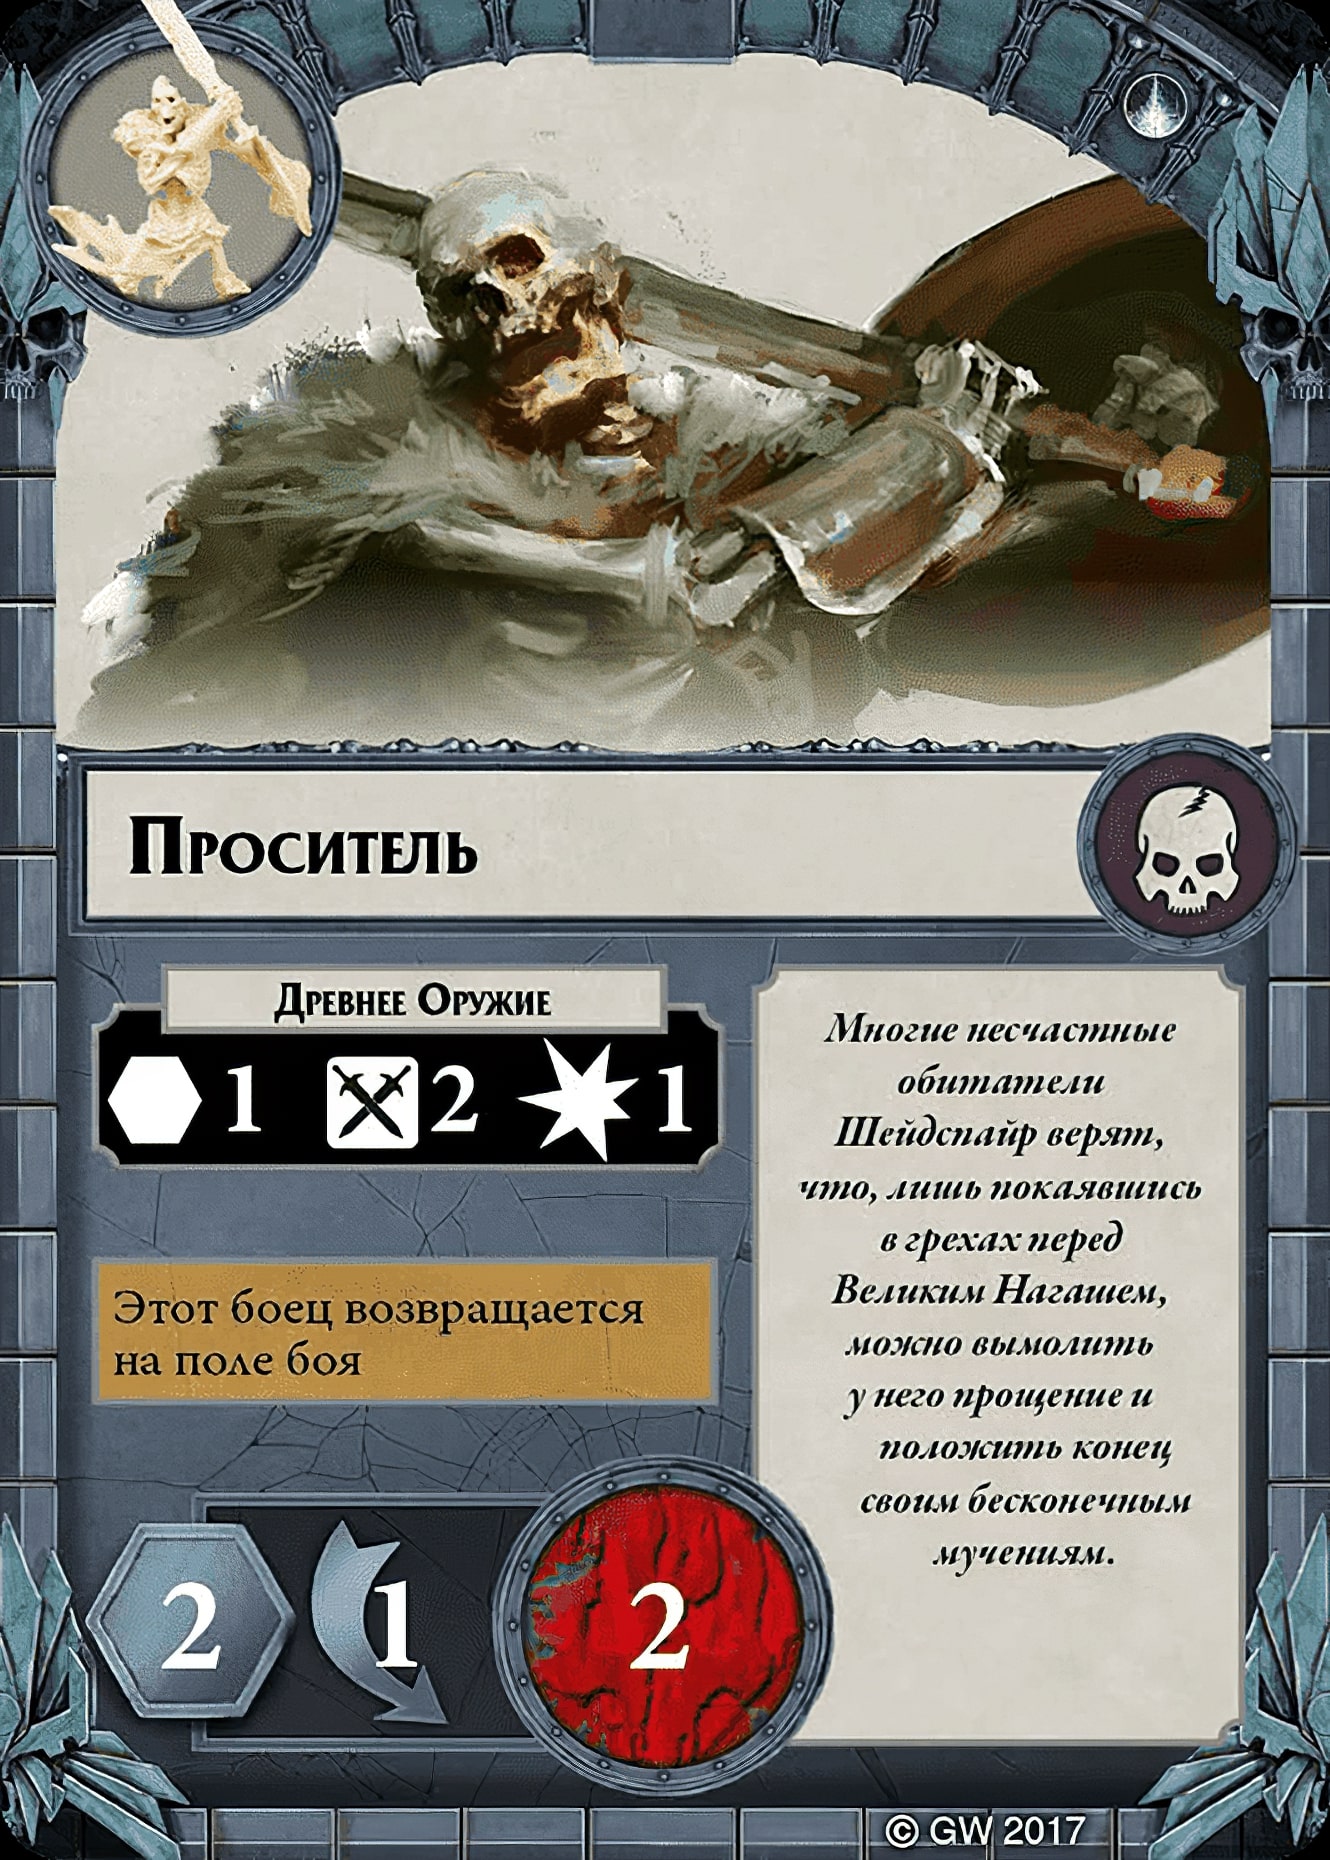 Проситель
Древнее Оружие
1 2 1
Этот боец возвращается
на поле боя
2 1 2
Многие несчастные
обитатели
Шейдспайр верят,
что, лишь покаявшись
в грехах перед
Великим Нагашем,
можно вымолить
у него прощение и
положить конец
своим бесконечным
мучениям.
© GW 2017